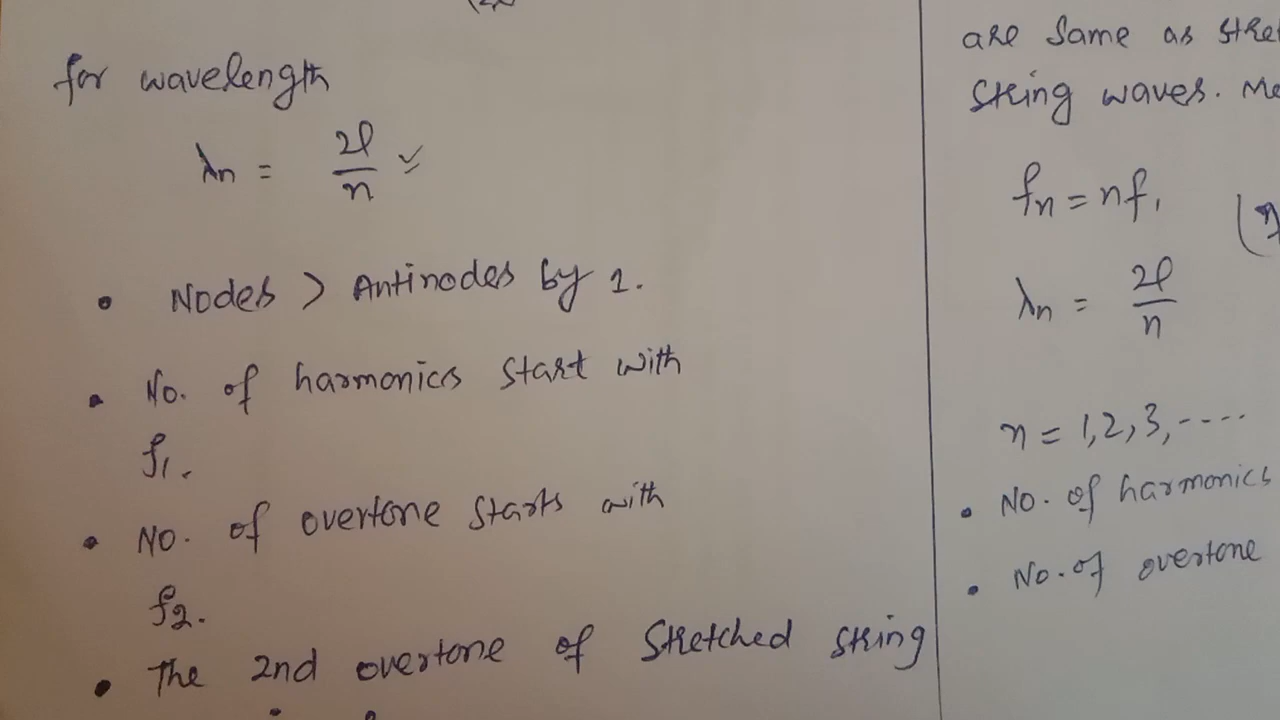 for wavelength
λn = 2l/n
• Nodes > Antinodes by 1.
• No. of harmonics start with
f1.
• No. of overtone starts with
f2.
• The 2nd overtone of stretched string
are same as
string waves.
fn = nf1
λn = 2l/n
n = 1,2,3,----
• No. of harmonics
• No. of overtone